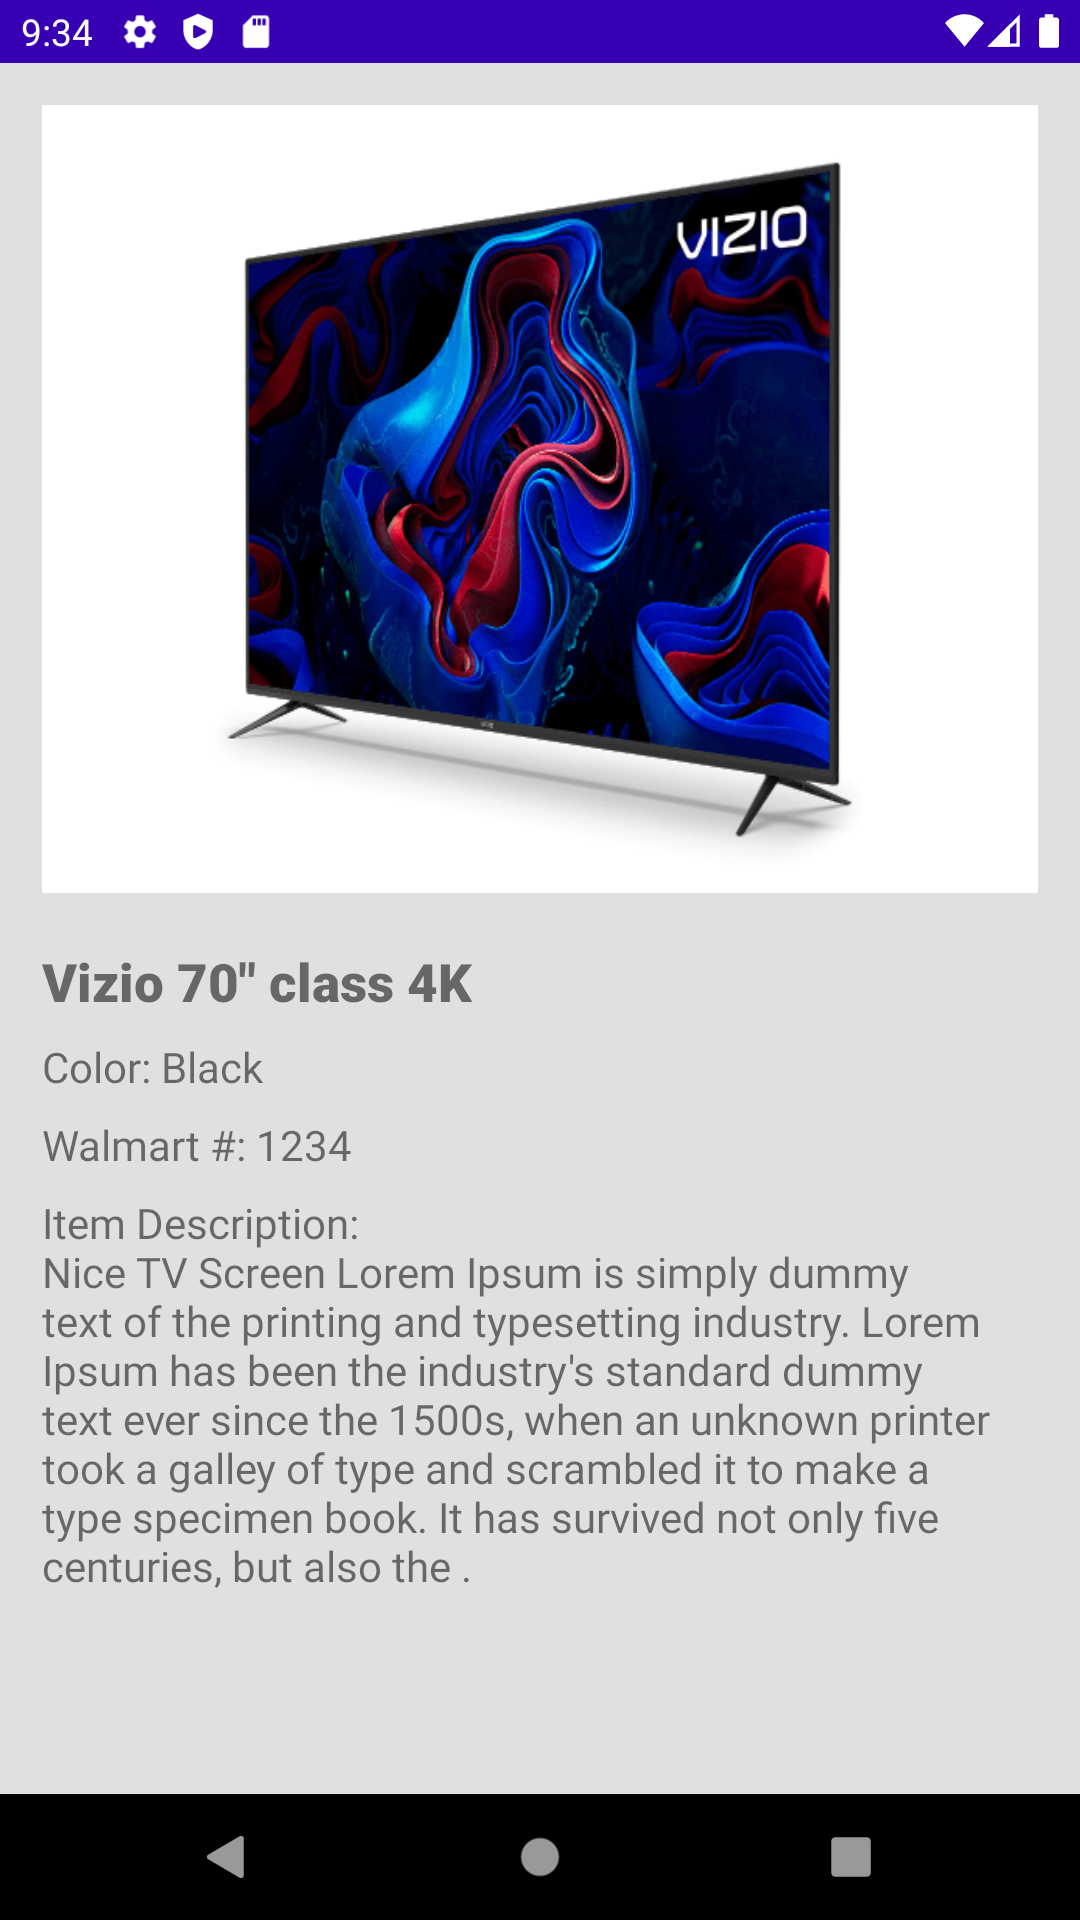 9:34
VIZIO
Vizio 70" class 4K
Color: Black
Walmart #: 1234
Item Description:
Nice TV Screen Lorem Ipsum is simply dummy
text of the printing and typesetting industry. Lorem
Ipsum has been the industry's standard dummy
text ever since the 1500s, when an unknown printer
took a galley of type and scrambled it to make a
type specimen book. It has survived not only five
centuries, but also the .